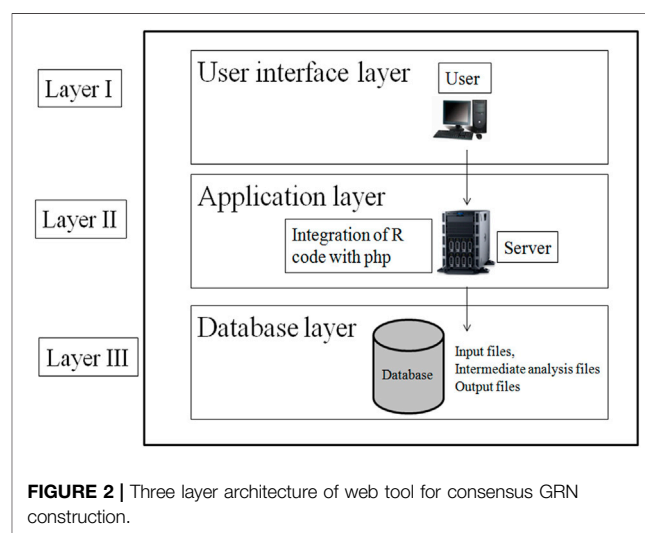 Layer I
User interface layer
User
Layer II
Application layer
Integration of R
code with php
Server
Layer III
Database layer
Database
Input files,
Intermediate analysis files
Output files
FIGURE 2 | Three layer architecture of web tool for consensus GRN
construction.